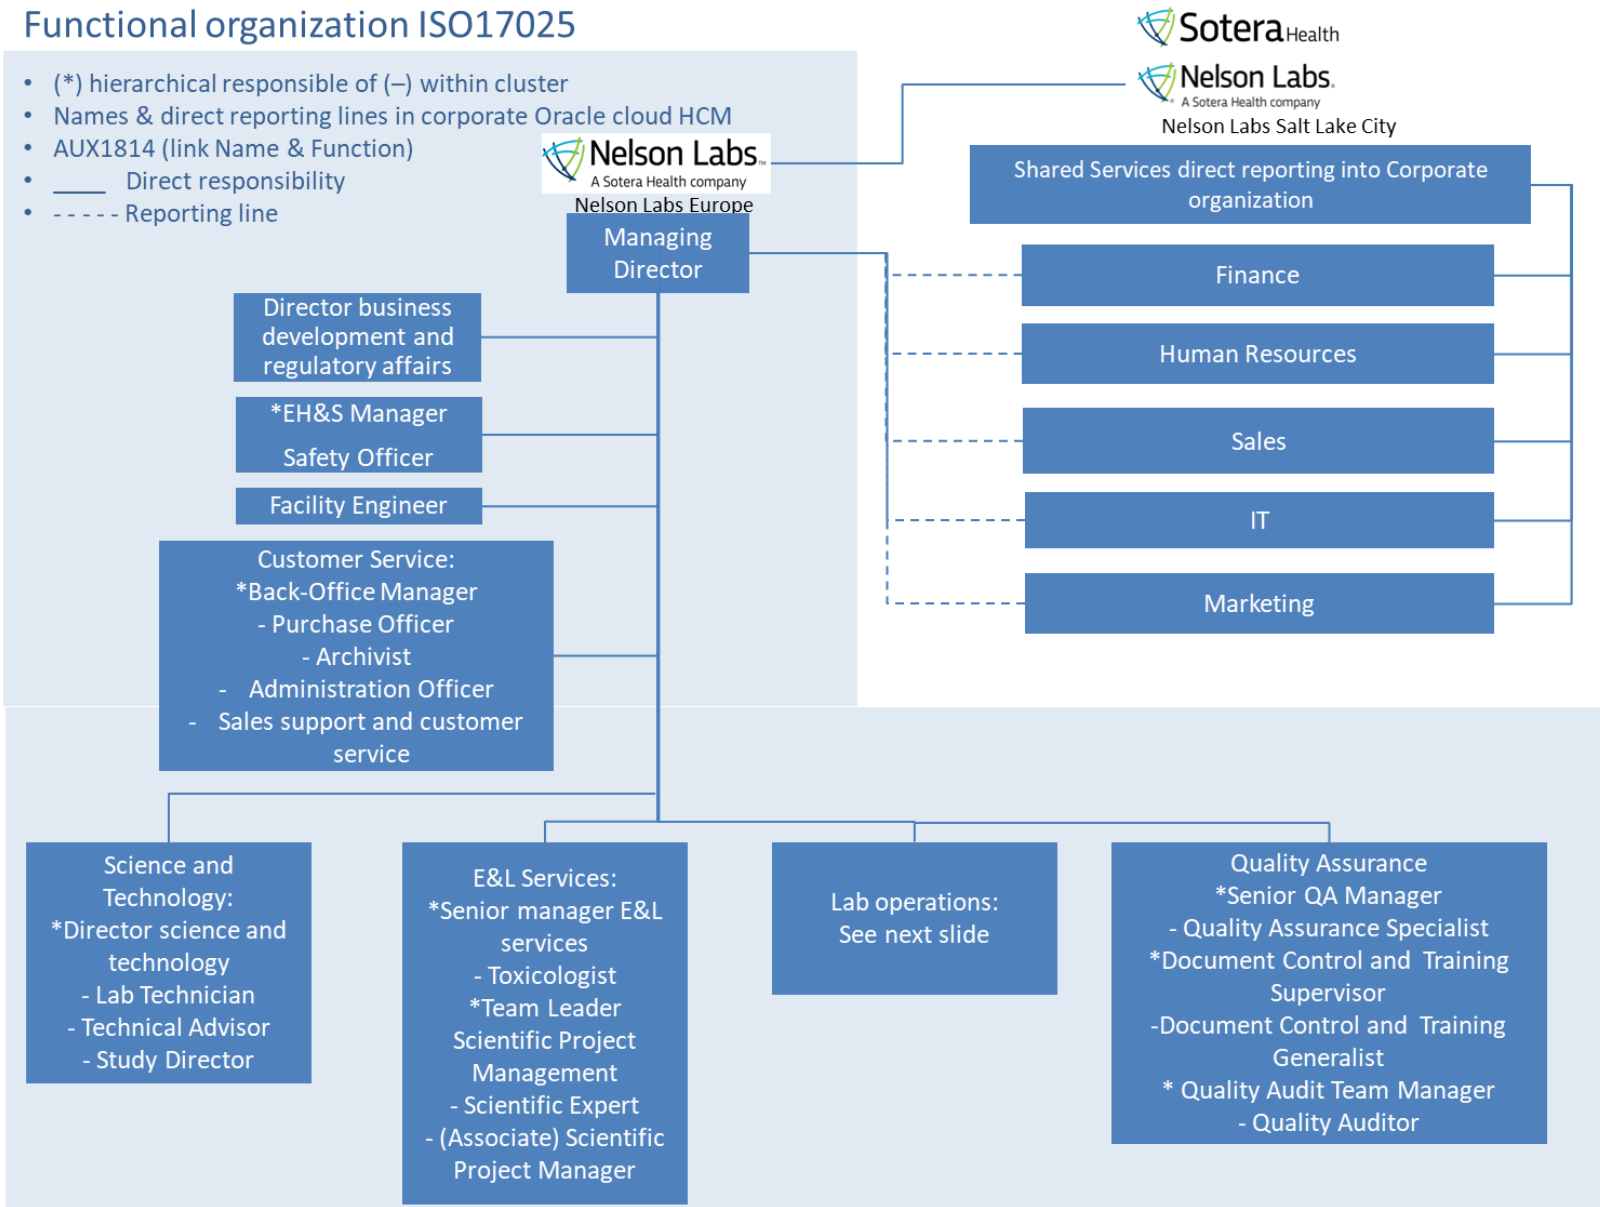 Functional organization ISO17025
• (*) hierarchical responsible of (–) within cluster
• Names & direct reporting lines in corporate Oracle cloud HCM
• AUX1814 (link Name & Function)
• ____ Direct responsibility
• - - - - - Reporting line
Sotera Health
Nelson Labs.
A Sotera Health company
Nelson Labs Salt Lake City
Nelson Labs™
A Sotera Health company
Nelson Labs Europe
Managing
Director
Shared Services direct reporting into Corporate
organization
Finance
Human Resources
Sales
IT
Marketing
Director business
development and
regulatory affairs
*EH&S Manager
Safety Officer
Facility Engineer
Customer Service:
*Back-Office Manager
- Purchase Officer
- Archivist
- Administration Officer
- Sales support and customer
service
Science and
Technology:
*Director science and
technology
- Lab Technician
- Technical Advisor
- Study Director
E&L Services:
*Senior manager E&L
services
- Toxicologist
*Team Leader
Scientific Project
Management
- Scientific Expert
- (Associate) Scientific
Project Manager
Lab operations:
See next slide
Quality Assurance
*Senior QA Manager
- Quality Assurance Specialist
*Document Control and Training
Supervisor
-Document Control and Training
Generalist
* Quality Audit Team Manager
- Quality Auditor